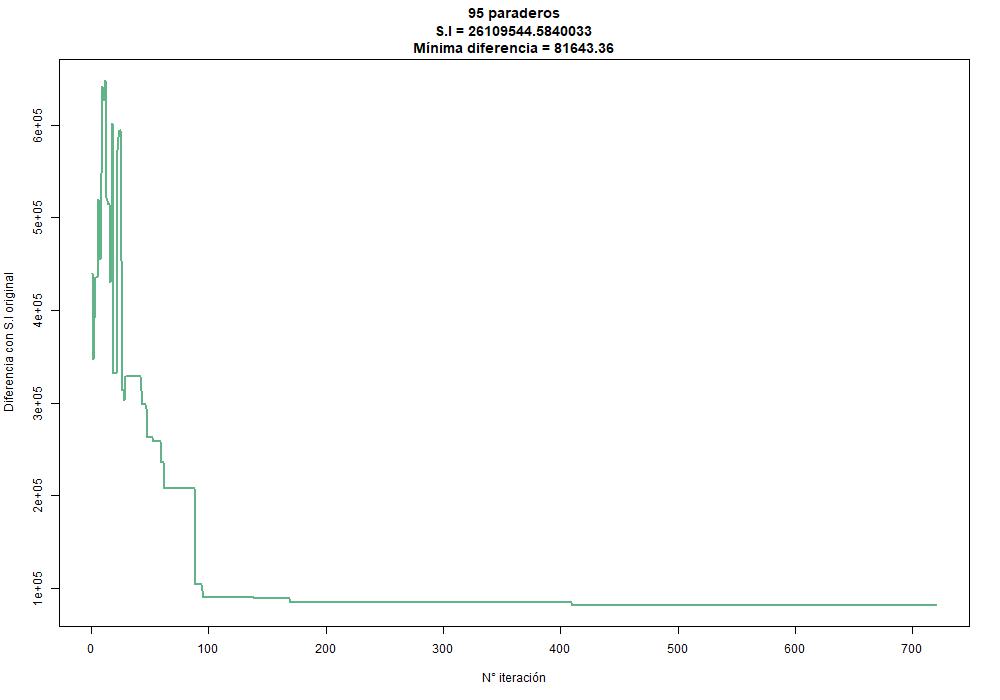 95 paraderos
S.I = 26109544.5840033
Mínima diferencia = 81643.36
Diferencia con S.I original
6e+05
5e+05
4e+05
3e+05
2e+05
1e+05
0 100 200 300 400 500 600 700
N° iteración